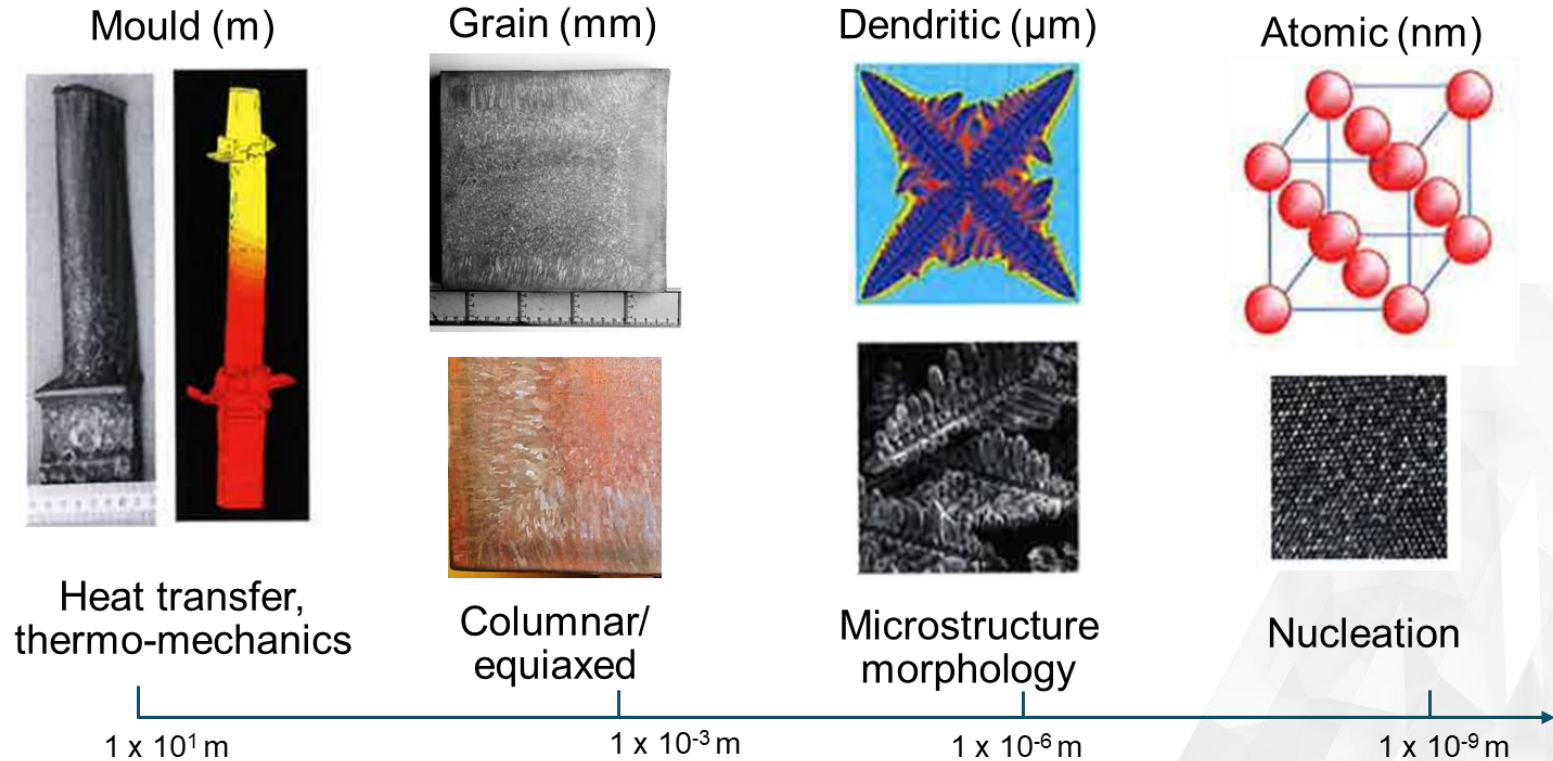 Mould (m)
Grain (mm)
Dendritic (µm)
Atomic (nm)
Heat transfer,
thermo-mechanics
Columnar/
equiaxed
Microstructure
morphology
Nucleation
1 x 10¹ m
1 x 10⁻³ m
1 x 10⁻⁶ m
1 x 10⁻⁹ m